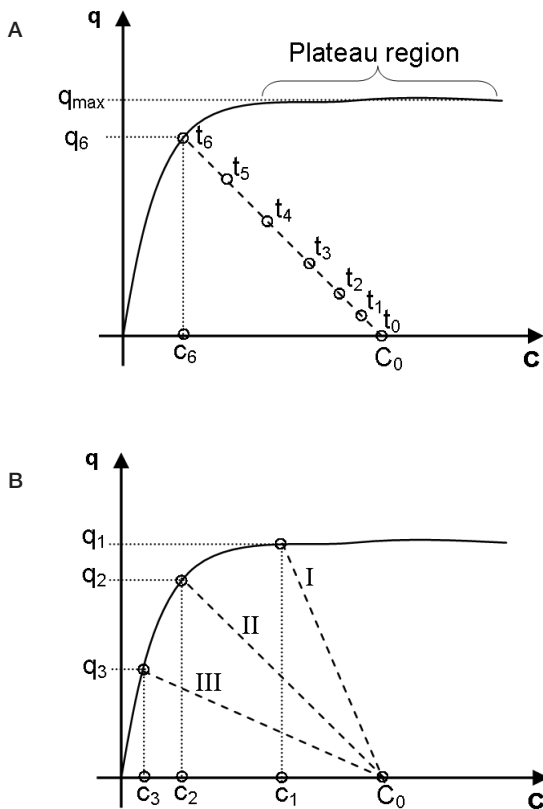 A
q
Plateau region
qmax
q6
t6
t5
t4
t3
t2
t1
t0
c6
C0
c
B
q
q1
q2
q3
I
II
III
c3
c2
c1
C0
c